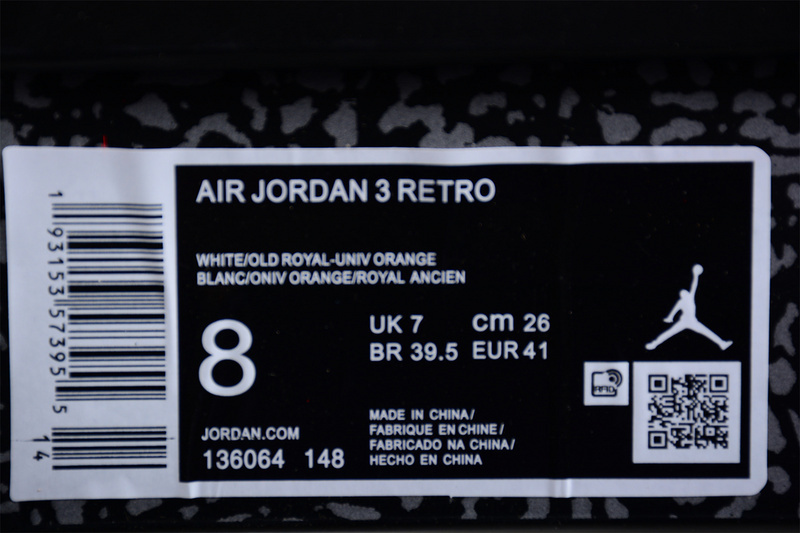 AIR JORDAN 3 RETRO
WHITE/OLD ROYAL-UNIV ORANGE
BLANC/ONIV ORANGE/ROYAL ANCIEN
8
UK 7 cm 26
BR 39.5 EUR 41
JORDAN.COM
136064 148
MADE IN CHINA/
FABRIQUE EN CHINE/
FABRICADO NA CHINA/
HECHO EN CHINA
RFID
1 93153 57395 5
14